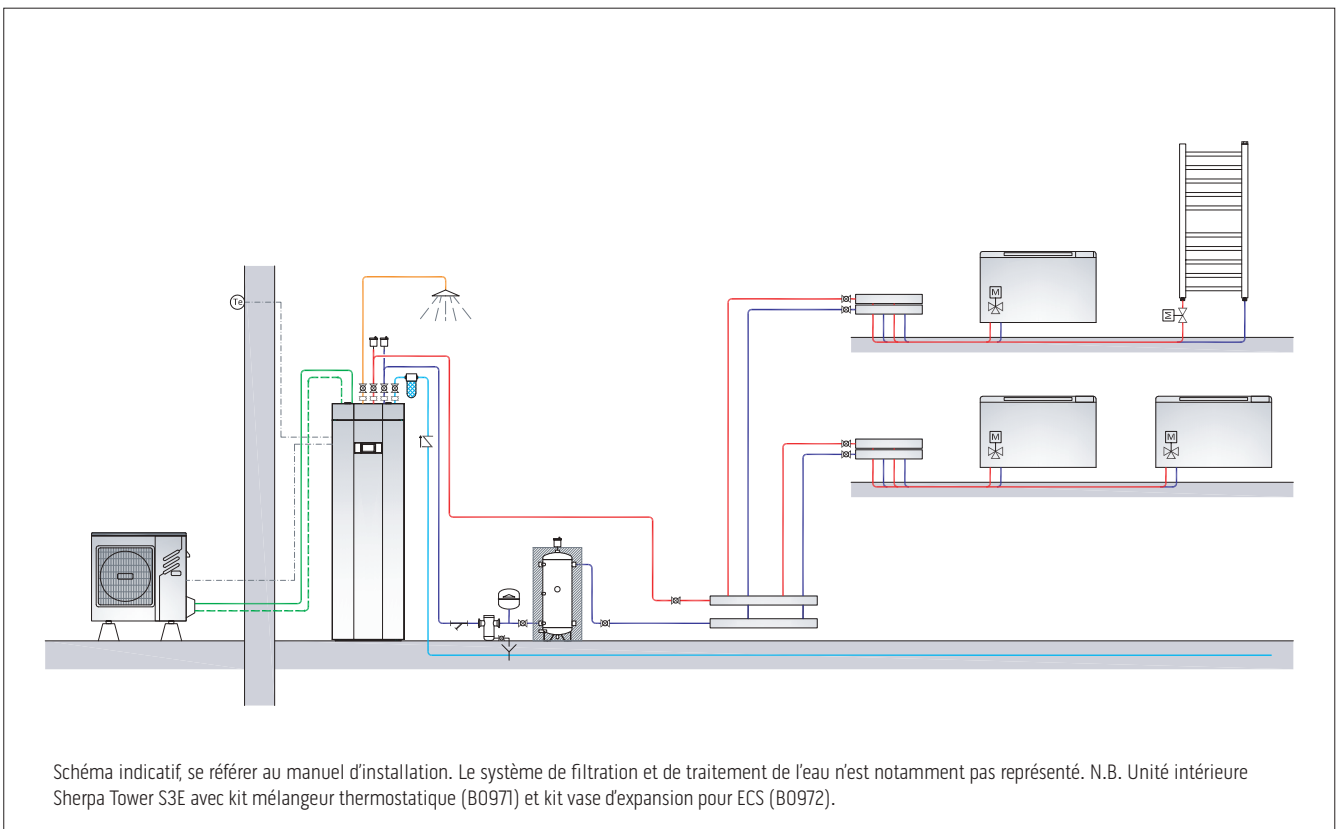 Te
M
M
M
M
Schéma indicatif, se référer au manuel d'installation. Le système de filtration et de traitement de l'eau n'est notamment pas représenté. N.B. Unité intérieure
Sherpa Tower S3E avec kit mélangeur thermostatique (B0971) et kit vase d'expansion pour ECS (B0972).